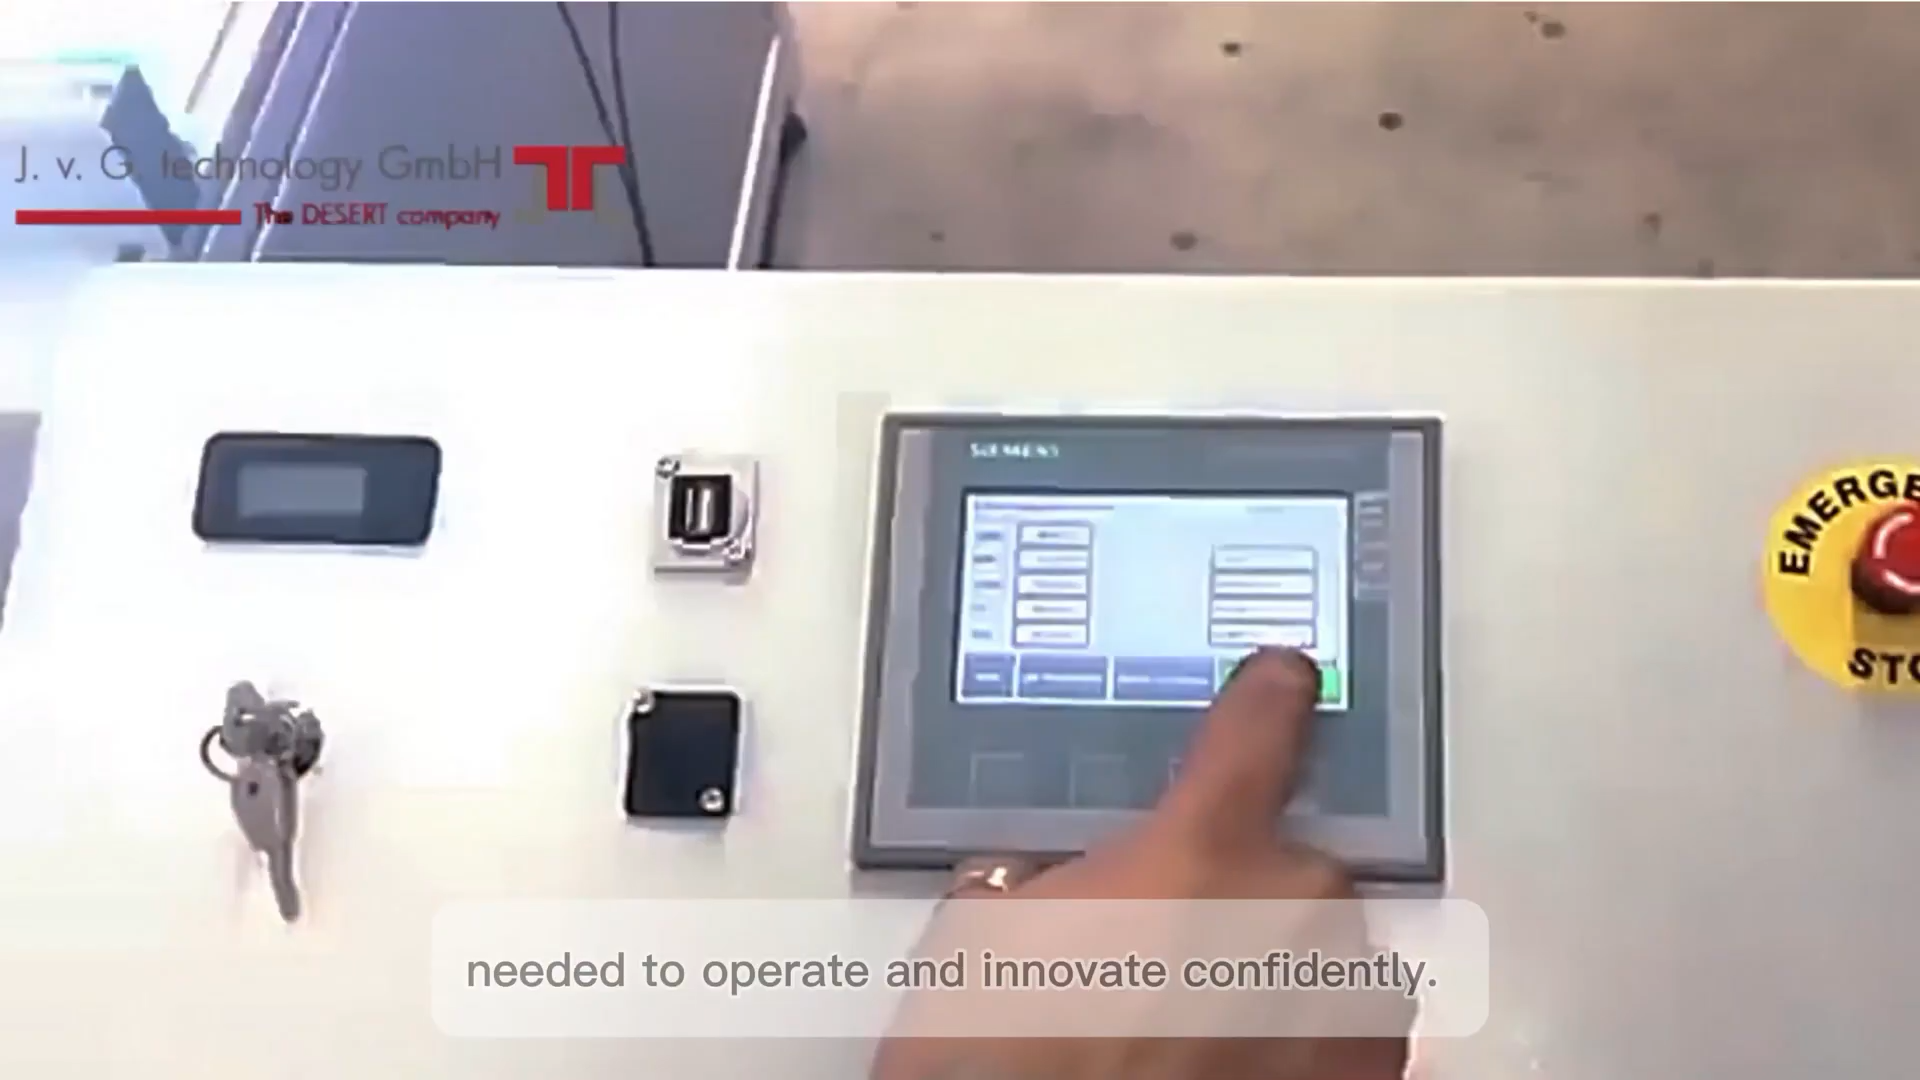 J. v. G. technology GmbH
The DESERT company
SIEMENS
EMERGE
STO
needed to operate and innovate confidently.